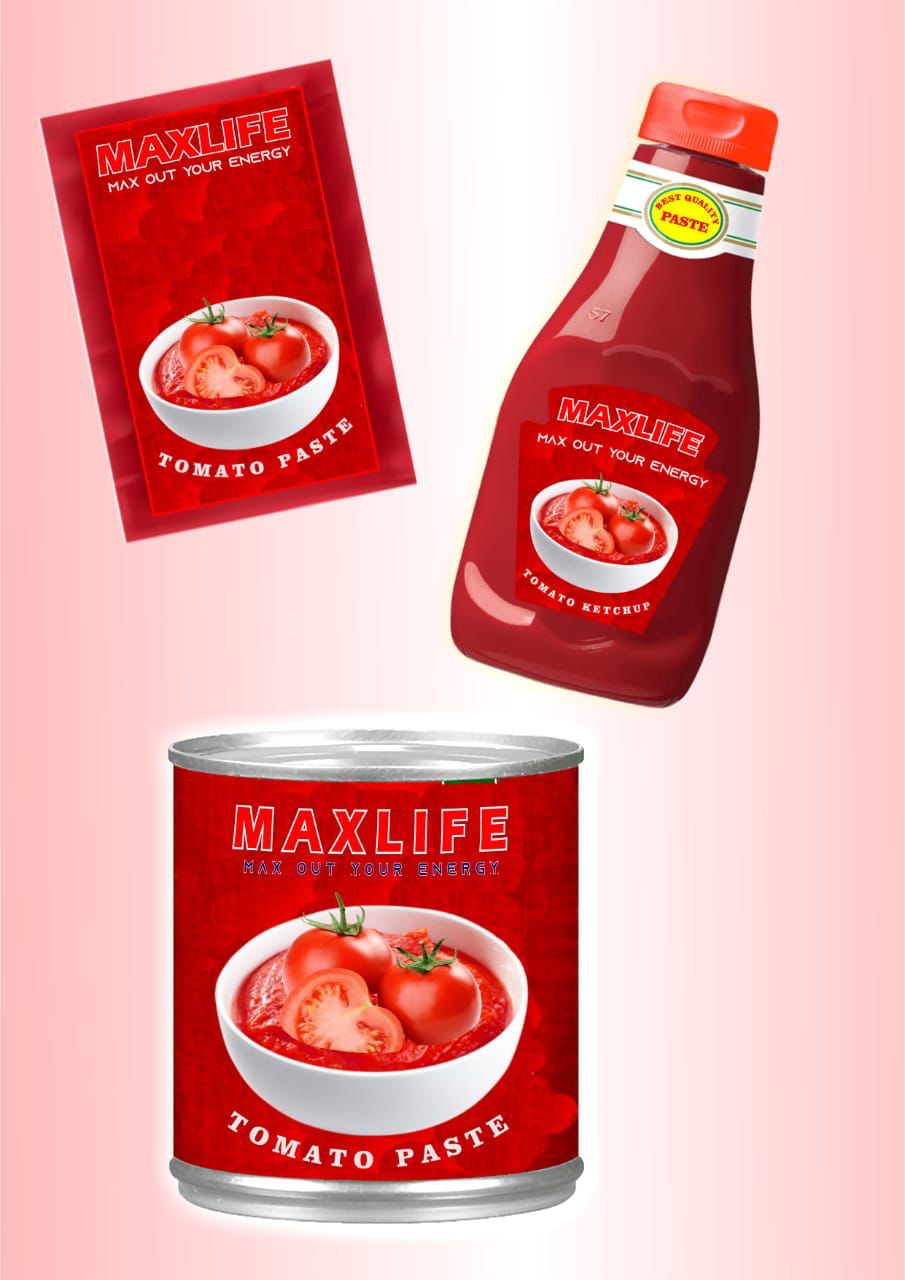 MAXLIFE
MAX OUT YOUR ENERGY
TOMATO PASTE
BEST QUALITY
PASTE
57
MAXLIFE
MAX OUT YOUR ENERGY
TOMATO KETCHUP
MAXLIFE
MAX OUT YOUR ENERGY.
TOMATO PASTE